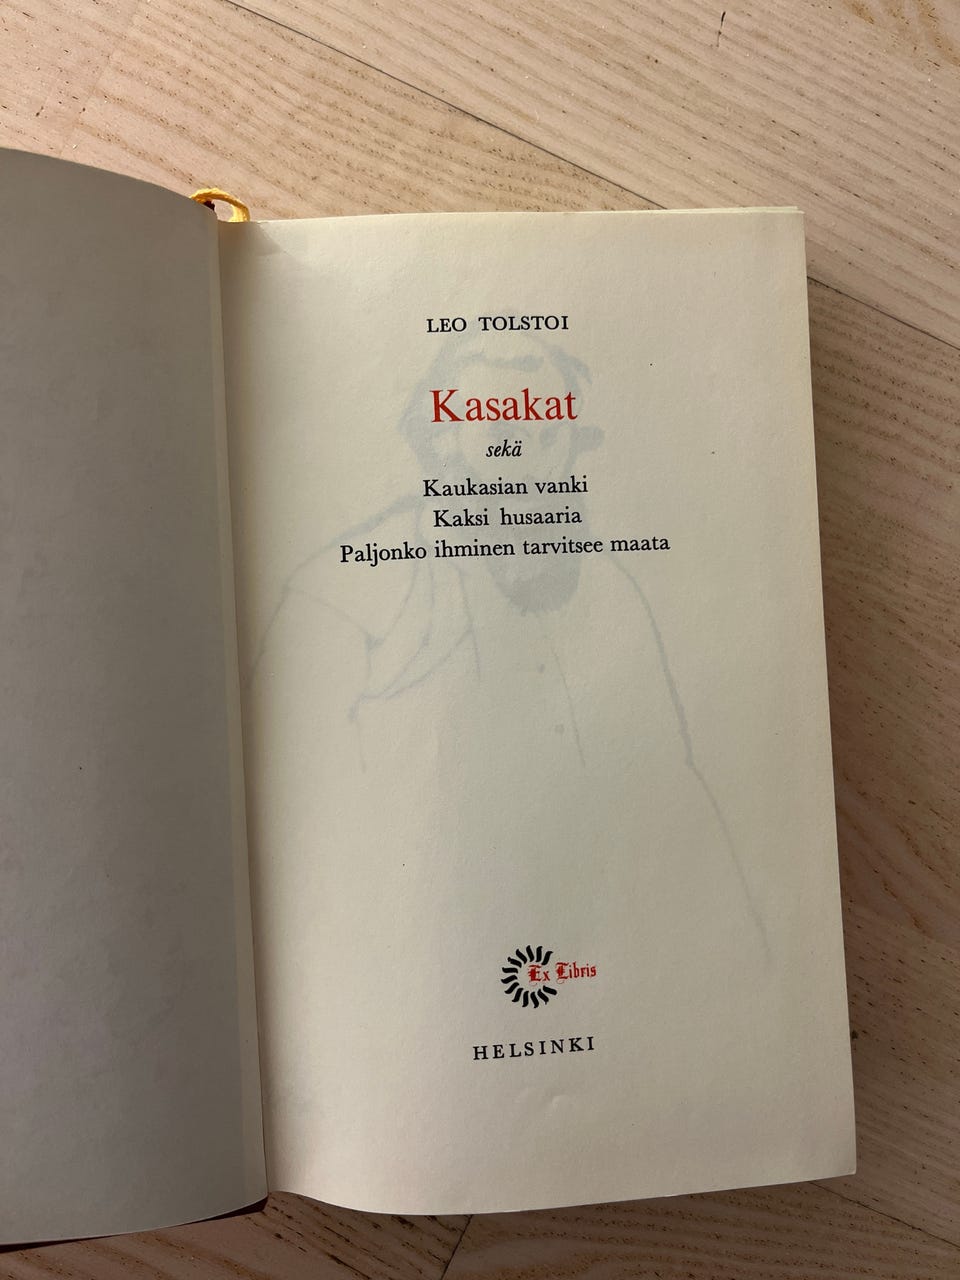 LEO TOLSTOI
Kasakat
sekä
Kaukasian vanki
Kaksi husaaria
Paljonko ihminen tarvitsee maata
Ex Libris
HELSINKI